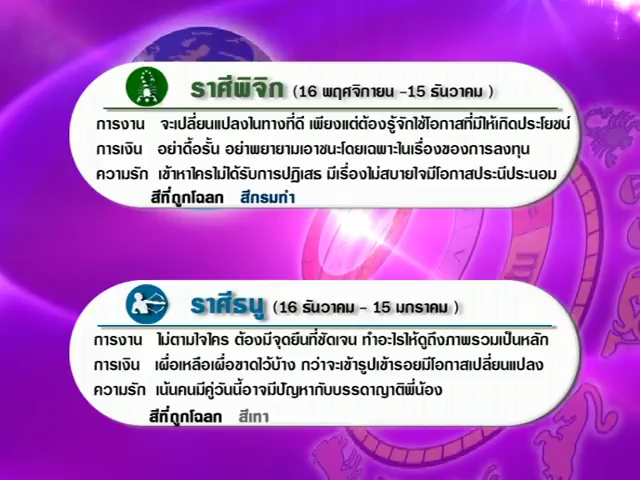 ราศีพิจิก (16 พฤศจิกายน -15 ธันวาคม )
การงาน จะเปลี่ยนแปลงในทางที่ดี เพียงแต่ต้องรู้จักใช้โอกาสที่มีให้เกิดประโยชน์
การเงิน อย่าดื้อรั้น อย่าพยายามเอาชนะโดยเฉพาะในเรื่องของการลงทุน
ความรัก เข้าหาใครไม่ได้รับการปฏิเสธ มีเรื่องไม่สบายใจมีโอกาสประนีประนอม
สีที่ถูกโฉลก สีกรมท่า
ราศีธนู (16 ธันวาคม - 15 มกราคม )
การงาน ไม่ตามใจใคร ต้องมีจุดยืนที่ชัดเจน ทำอะไรให้ดูถึงภาพรวมเป็นหลัก
การเงิน เผื่อเหลือเผื่อขาดไว้บ้าง กว่าจะเข้ารูปเข้ารอยมีโอกาสเปลี่ยนแปลง
ความรัก เน้นคนมีคู่วันนี้อาจมีปัญหากับบรรดาญาติพี่น้อง
สีที่ถูกโฉลก สีเทา